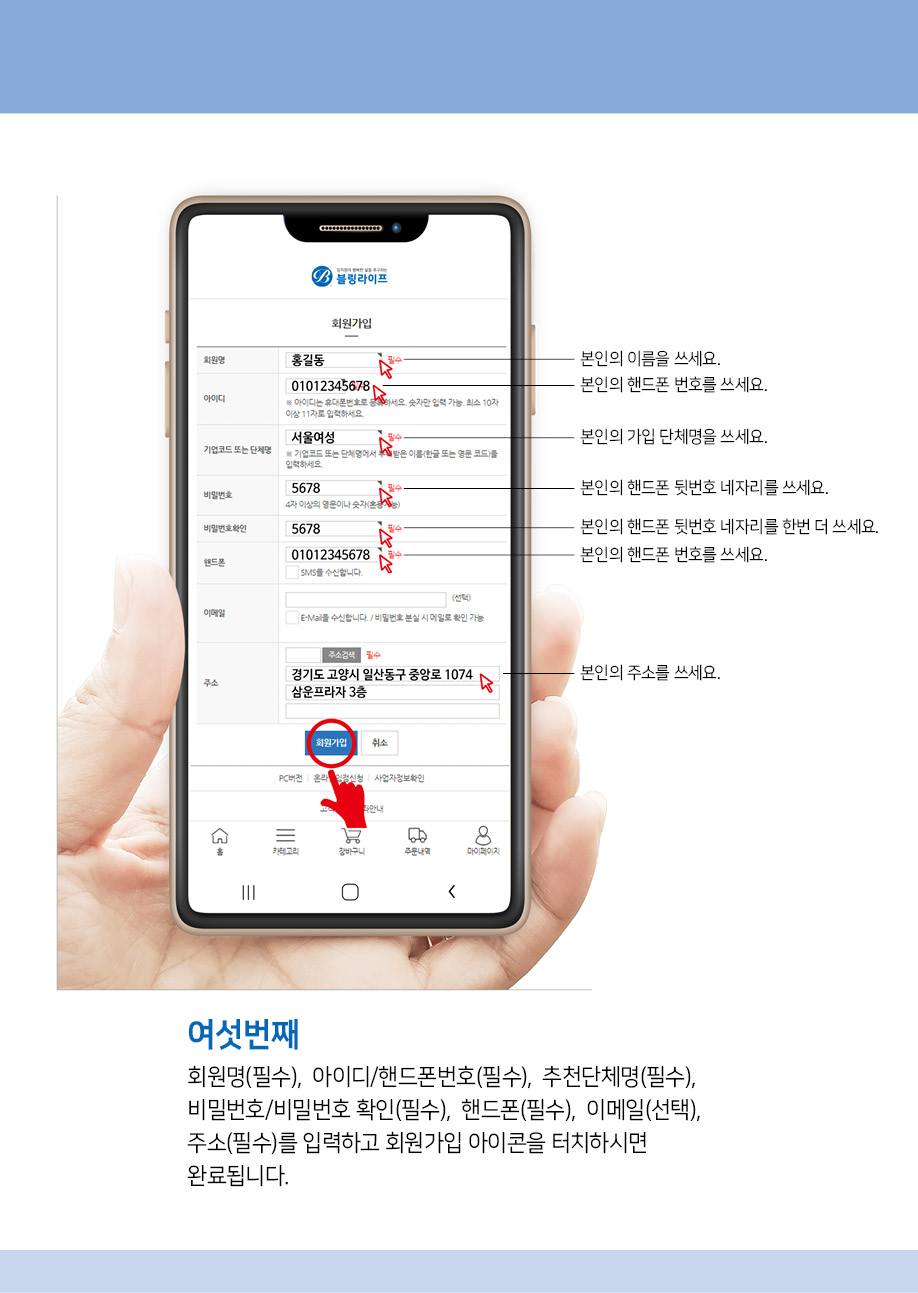 임직원의 행복한 삶을 추구하는
블링라이프
회원가입
회원명 홍길동 필수 본인의 이름을 쓰세요.
아이디 01012345678 본인의 핸드폰 번호를 쓰세요.
※ 아이디는 휴대폰번호로 등록하세요. 숫자만 입력 가능. 최소 10자
이상 11자로 입력하세요.
기업코드 또는 단체명 서울여성 필수 본인의 가입 단체명을 쓰세요.
※ 기업코드 또는 단체명에서 받은 이름(한글 또는 영문 코드)을
입력하세요.
비밀번호 5678 필수 본인의 핸드폰 뒷번호 네자리를 쓰세요.
4자 이상의 영문이나 숫자(혼용가능)
비밀번호확인 5678 필수 본인의 핸드폰 뒷번호 네자리를 한번 더 쓰세요.
핸드폰 01012345678 필수 본인의 핸드폰 번호를 쓰세요.
SMS를 수신합니다.
이메일 (선택)
E-Mail을 수신합니다. / 비밀번호 분실 시 메일로 확인 가능
주소 주소검색 필수
경기도 고양시 일산동구 중앙로 1074 본인의 주소를 쓰세요.
삼운프라자 3층
회원가입 취소
PC버전 온라인입점신청 사업자정보확인
홈 카테고리 장바구니 주문내역 마이페이지
여섯번째
회원명(필수), 아이디/핸드폰번호(필수), 추천단체명(필수),
비밀번호/비밀번호 확인(필수), 핸드폰(필수), 이메일(선택),
주소(필수)를 입력하고 회원가입 아이콘을 터치하시면
완료됩니다.